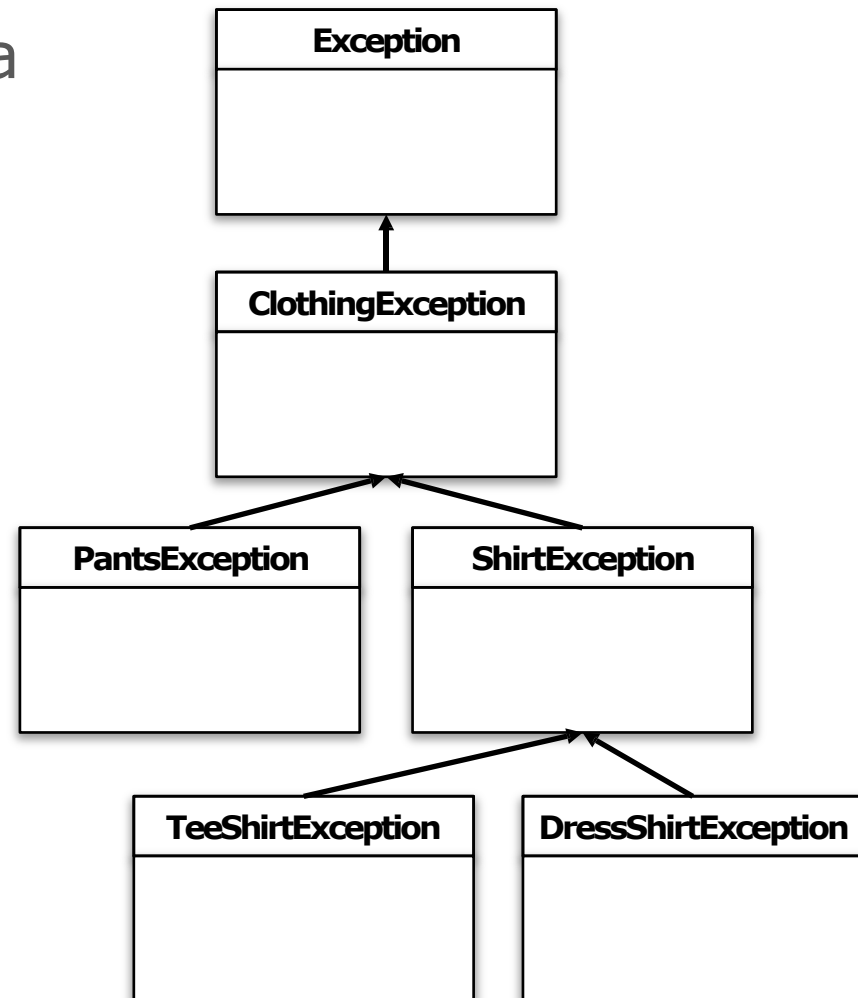 a
Exception
ClothingException
PantsException
ShirtException
TeeShirtException
DressShirtException